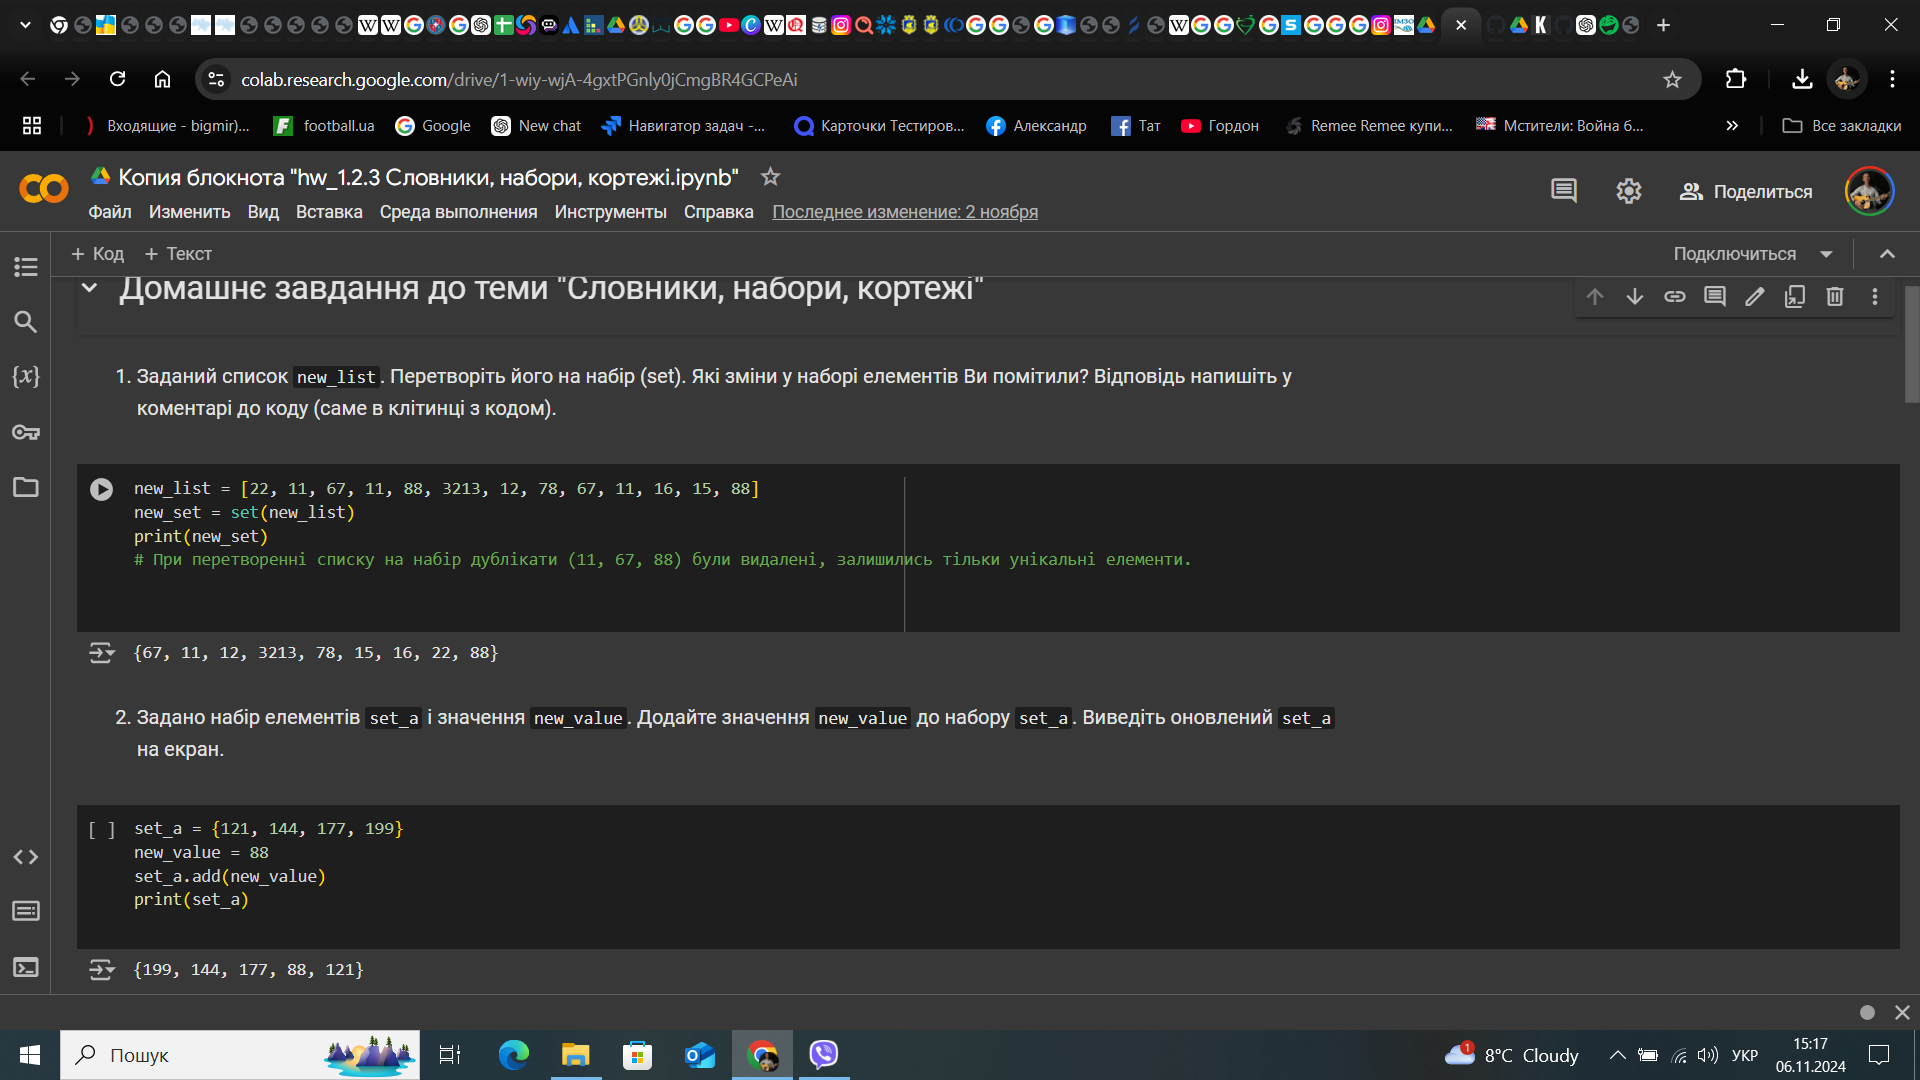 colab.research.google.com/drive/1-wiy-wjA-4gxtPGnly0jCmgBR4GCPeAi
Входящие - bigmir)...
football.ua
Google
New chat
Навигатор задач -...
Карточки Тестиров...
Александр
Тат
Гордон
Remee Remee купи...
Мстители: Война б...
Все закладки
Копия блокнота "hw_1.2.3 Словники, набори, кортежі.ipynb"
Поделиться
Файл Изменить Вид Вставка Среда выполнения Инструменты Справка Последнее изменение: 2 ноября
+ Код + Текст
Подключиться
Домашнє завдання до теми "Словники, набори, кортежі"
1. Заданий список new_list. Перетворіть його на набір (set). Які зміни у наборі елементів Ви помітили? Відповідь напишіть у
коментарі до коду (саме в клітинці з кодом).
new_list = [22, 11, 67, 11, 88, 3213, 12, 78, 67, 11, 16, 15, 88]
new_set = set(new_list)
print(new_set)
# При перетворенні списку на набір дублікати (11, 67, 88) були видалені, залишились тільки унікальні елементи.
{67, 11, 12, 3213, 78, 15, 16, 22, 88}
2. Задано набір елементів set_a і значення new_value. Додайте значення new_value до набору set_a. Виведіть оновлений set_a
на екран.
[ ] set_a = {121, 144, 177, 199}
new_value = 88
set_a.add(new_value)
print(set_a)
{199, 144, 177, 88, 121}
Пошук
1
8°C Cloudy
УКР
15:17
06.11.2024